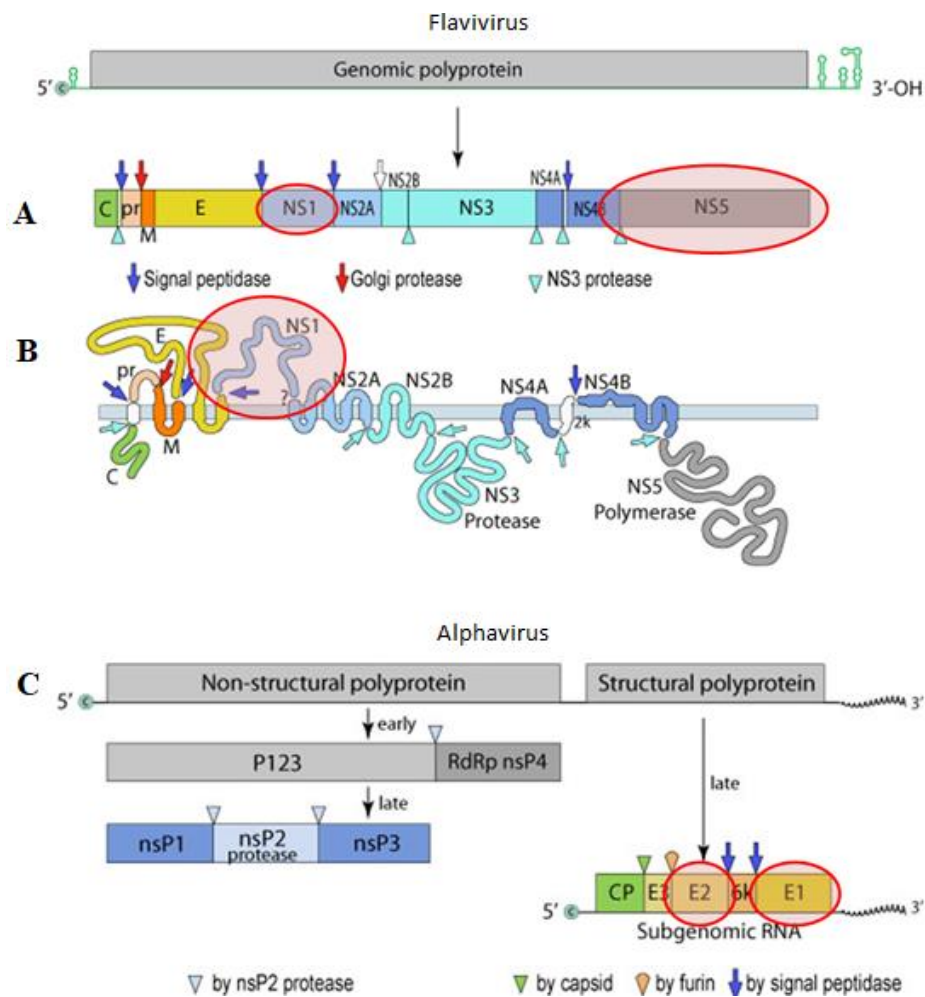 Flavivirus
Genomic polyprotein
5' c 3'-OH
A
C pr M E NS1 NS2A NS2B NS3 NS4A NS4B NS5
Signal peptidase Golgi protease NS3 protease
B
E NS1
pr ? NS2A NS2B NS4A NS4B
2k
C M NS3 Protease NS5 Polymerase
Alphavirus
C
Non-structural polyprotein Structural polyprotein
5' c 3'
early
P123 RdRp nsP4
late late
nsP1 nsP2 protease nsP3
CP E3 E2 6k E1
5' c 3'
Subgenomic RNA
by nsP2 protease by capsid by furin by signal peptidase